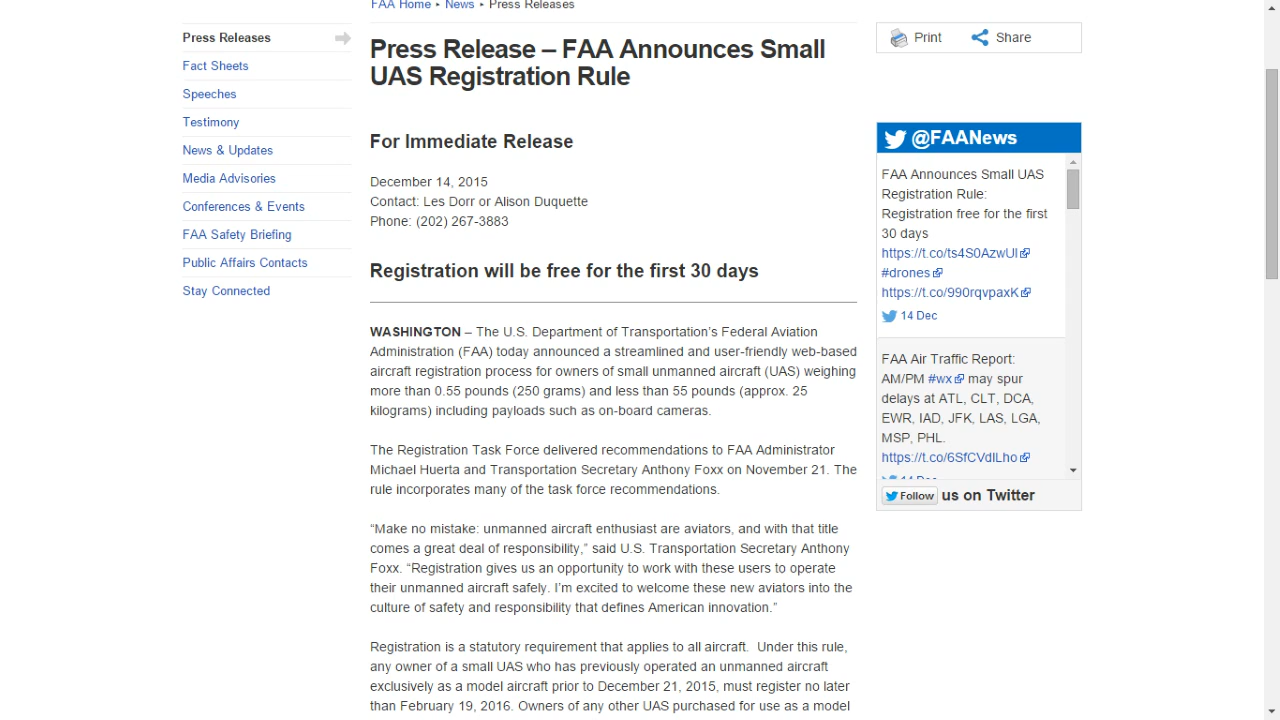 FAA Home ▸ News ▸ Press Releases
Press Releases
Fact Sheets
Speeches
Testimony
News & Updates
Media Advisories
Conferences & Events
FAA Safety Briefing
Public Affairs Contacts
Stay Connected
Press Release – FAA Announces Small
UAS Registration Rule
For Immediate Release
December 14, 2015
Contact: Les Dorr or Alison Duquette
Phone: (202) 267-3883
Registration will be free for the first 30 days
WASHINGTON – The U.S. Department of Transportation's Federal Aviation
Administration (FAA) today announced a streamlined and user-friendly web-based
aircraft registration process for owners of small unmanned aircraft (UAS) weighing
more than 0.55 pounds (250 grams) and less than 55 pounds (approx. 25
kilograms) including payloads such as on-board cameras.
The Registration Task Force delivered recommendations to FAA Administrator
Michael Huerta and Transportation Secretary Anthony Foxx on November 21. The
rule incorporates many of the task force recommendations.
“Make no mistake: unmanned aircraft enthusiast are aviators, and with that title
comes a great deal of responsibility,” said U.S. Transportation Secretary Anthony
Foxx. “Registration gives us an opportunity to work with these users to operate
their unmanned aircraft safely. I’m excited to welcome these new aviators into the
culture of safety and responsibility that defines American innovation.”
Registration is a statutory requirement that applies to all aircraft.  Under this rule,
any owner of a small UAS who has previously operated an unmanned aircraft
exclusively as a model aircraft prior to December 21, 2015, must register no later
than February 19, 2016. Owners of any other UAS purchased for use as a model
Print Share
@FAANews
FAA Announces Small UAS
Registration Rule:
Registration free for the first
30 days
https://t.co/ts4S0AzwUl
#drones
https://t.co/990rqvpaxK
14 Dec
FAA Air Traffic Report:
AM/PM #wx may spur
delays at ATL, CLT, DCA,
EWR, IAD, JFK, LAS, LGA,
MSP, PHL.
https://t.co/6SfCVdlLho
14 Dec
Follow us on Twitter